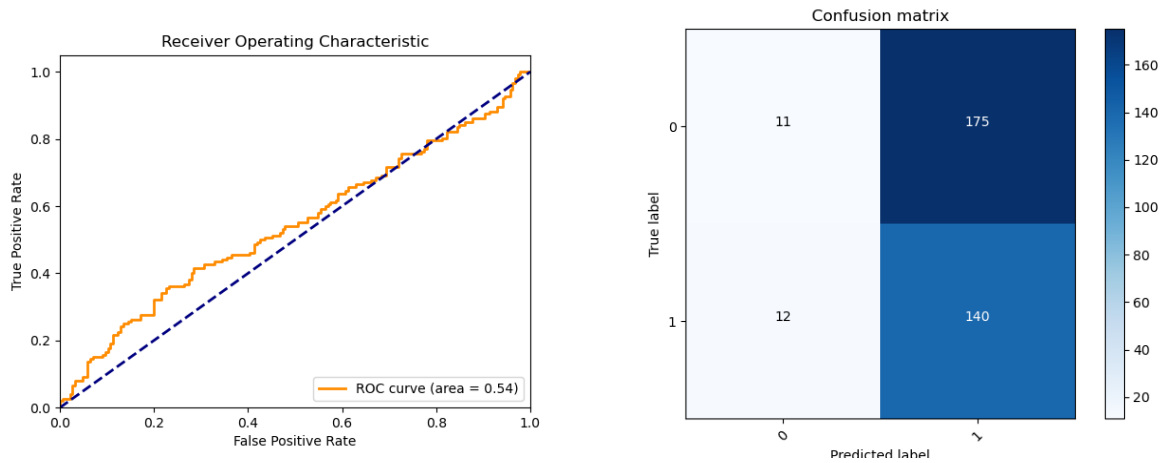 Receiver Operating Characteristic
1.0
0.8
0.6
0.4
0.2
0.0
True Positive Rate
0.0 0.2 0.4 0.6 0.8 1.0
False Positive Rate
ROC curve (area = 0.54)
Confusion matrix
0
1
True label
11 175
12 140
0 1
Predicted label
160
140
120
100
80
60
40
20